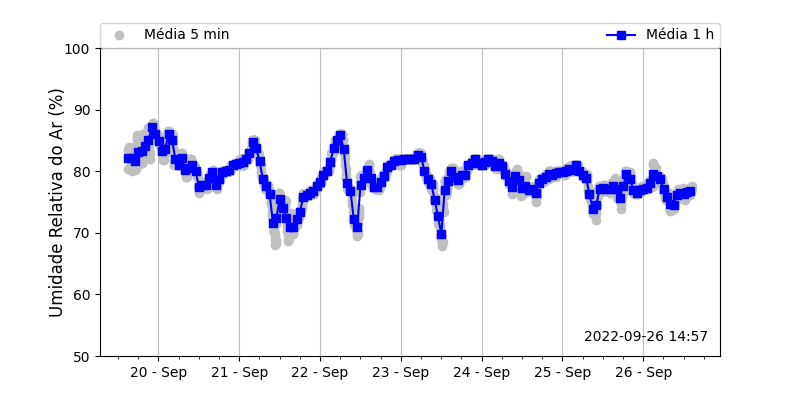 Média 5 min
Média 1 h
Umidade Relativa do Ar (%)
100
90
80
70
60
50
2022-09-26 14:57
20 - Sep
21 - Sep
22 - Sep
23 - Sep
24 - Sep
25 - Sep
26 - Sep